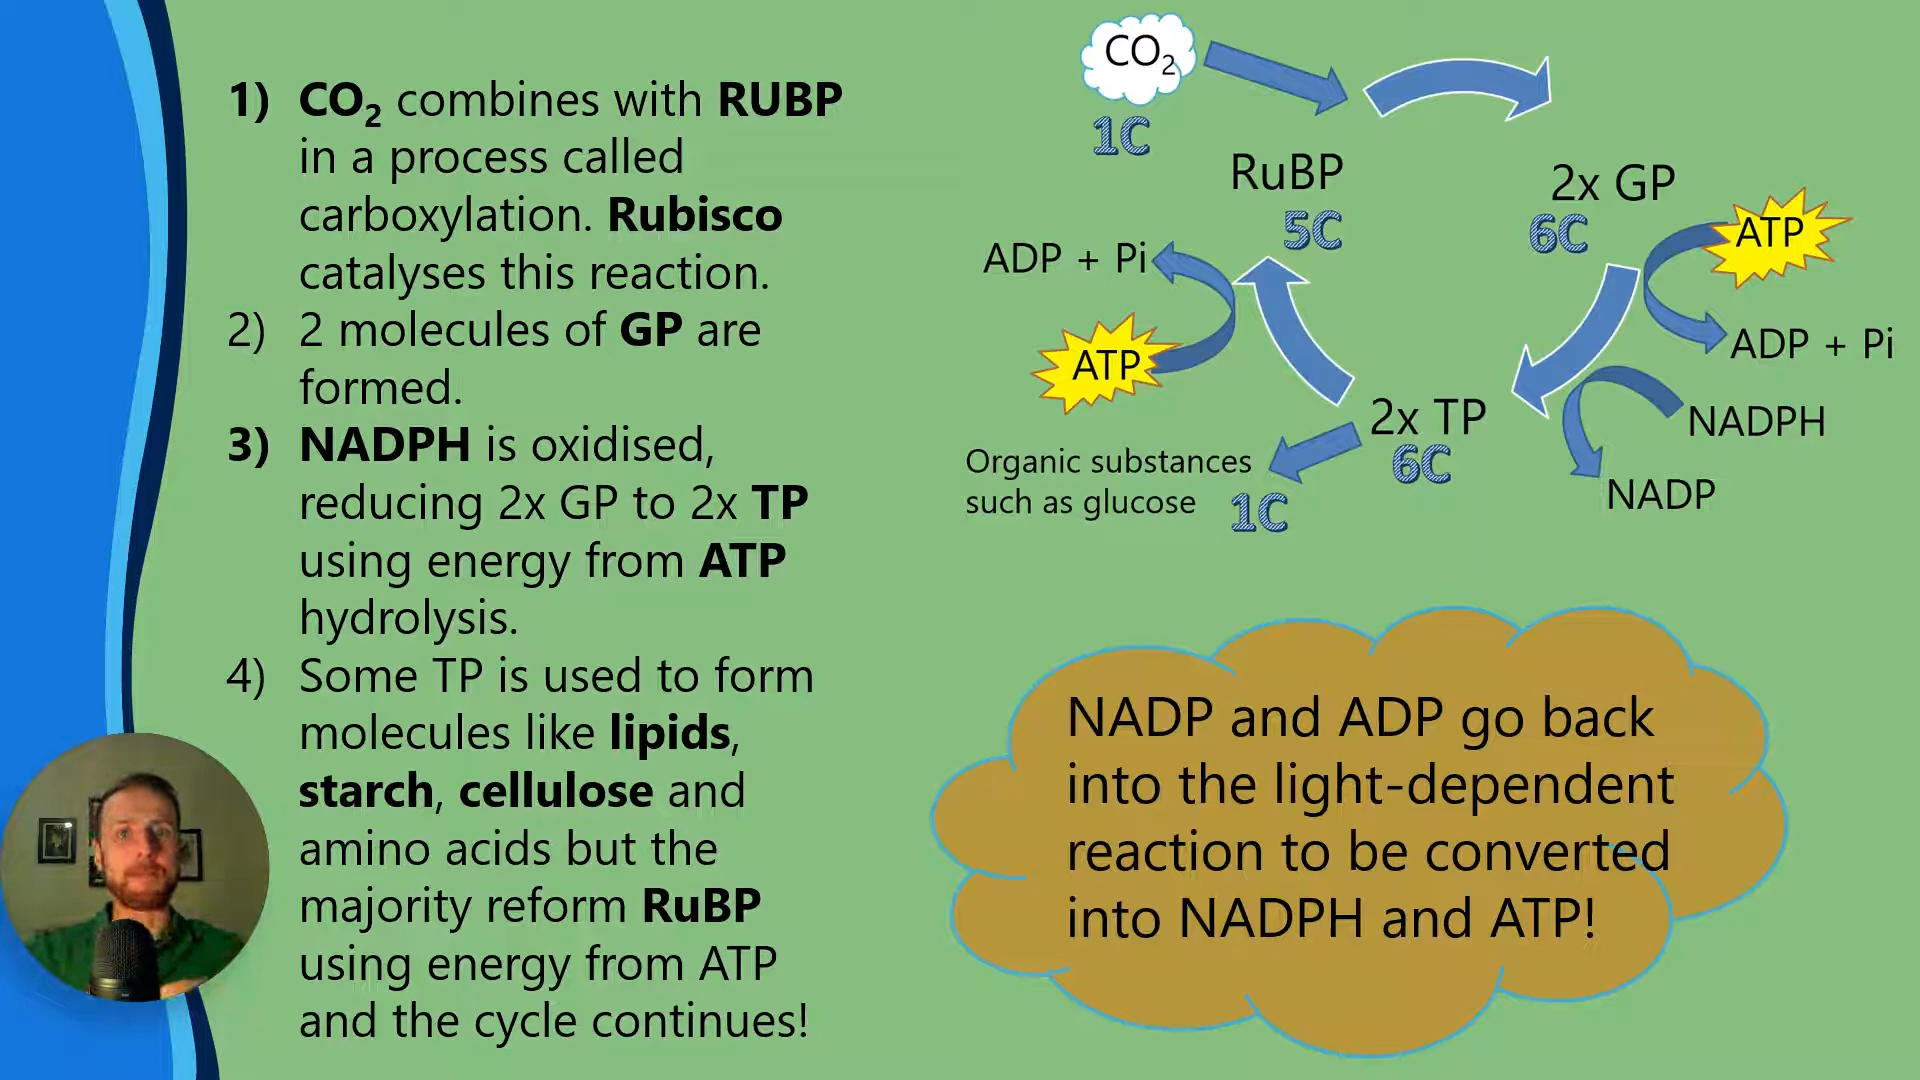 1) CO₂ combines with RUBP
in a process called
carboxylation. Rubisco
catalyses this reaction.
2) 2 molecules of GP are
formed.
3) NADPH is oxidised,
reducing 2x GP to 2x TP
using energy from ATP
hydrolysis.
4) Some TP is used to form
molecules like lipids,
starch, cellulose and
amino acids but the
majority reform RuBP
using energy from ATP
and the cycle continues!
CO₂
1C
RuBP
5C
2x GP
6C
ATP
ADP + Pi
ADP + Pi
ATP
NADPH
NADP
2x TP
6C
Organic substances
such as glucose
1C
NADP and ADP go back
into the light-dependent
reaction to be converted
into NADPH and ATP!